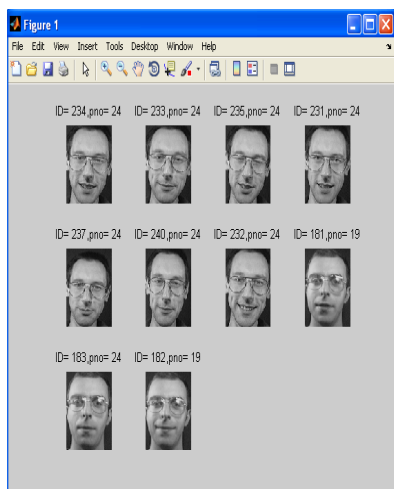 Figure 1
File Edit View Insert Tools Desktop Window Help
ID= 234,pno= 24 ID= 233,pno= 24 ID= 235,pno= 24 ID= 231,pno= 24
ID= 237,pno= 24 ID= 240,pno= 24 ID= 232,pno= 24 ID= 181,pno= 19
ID= 183,pno= 24 ID= 182,pno= 19